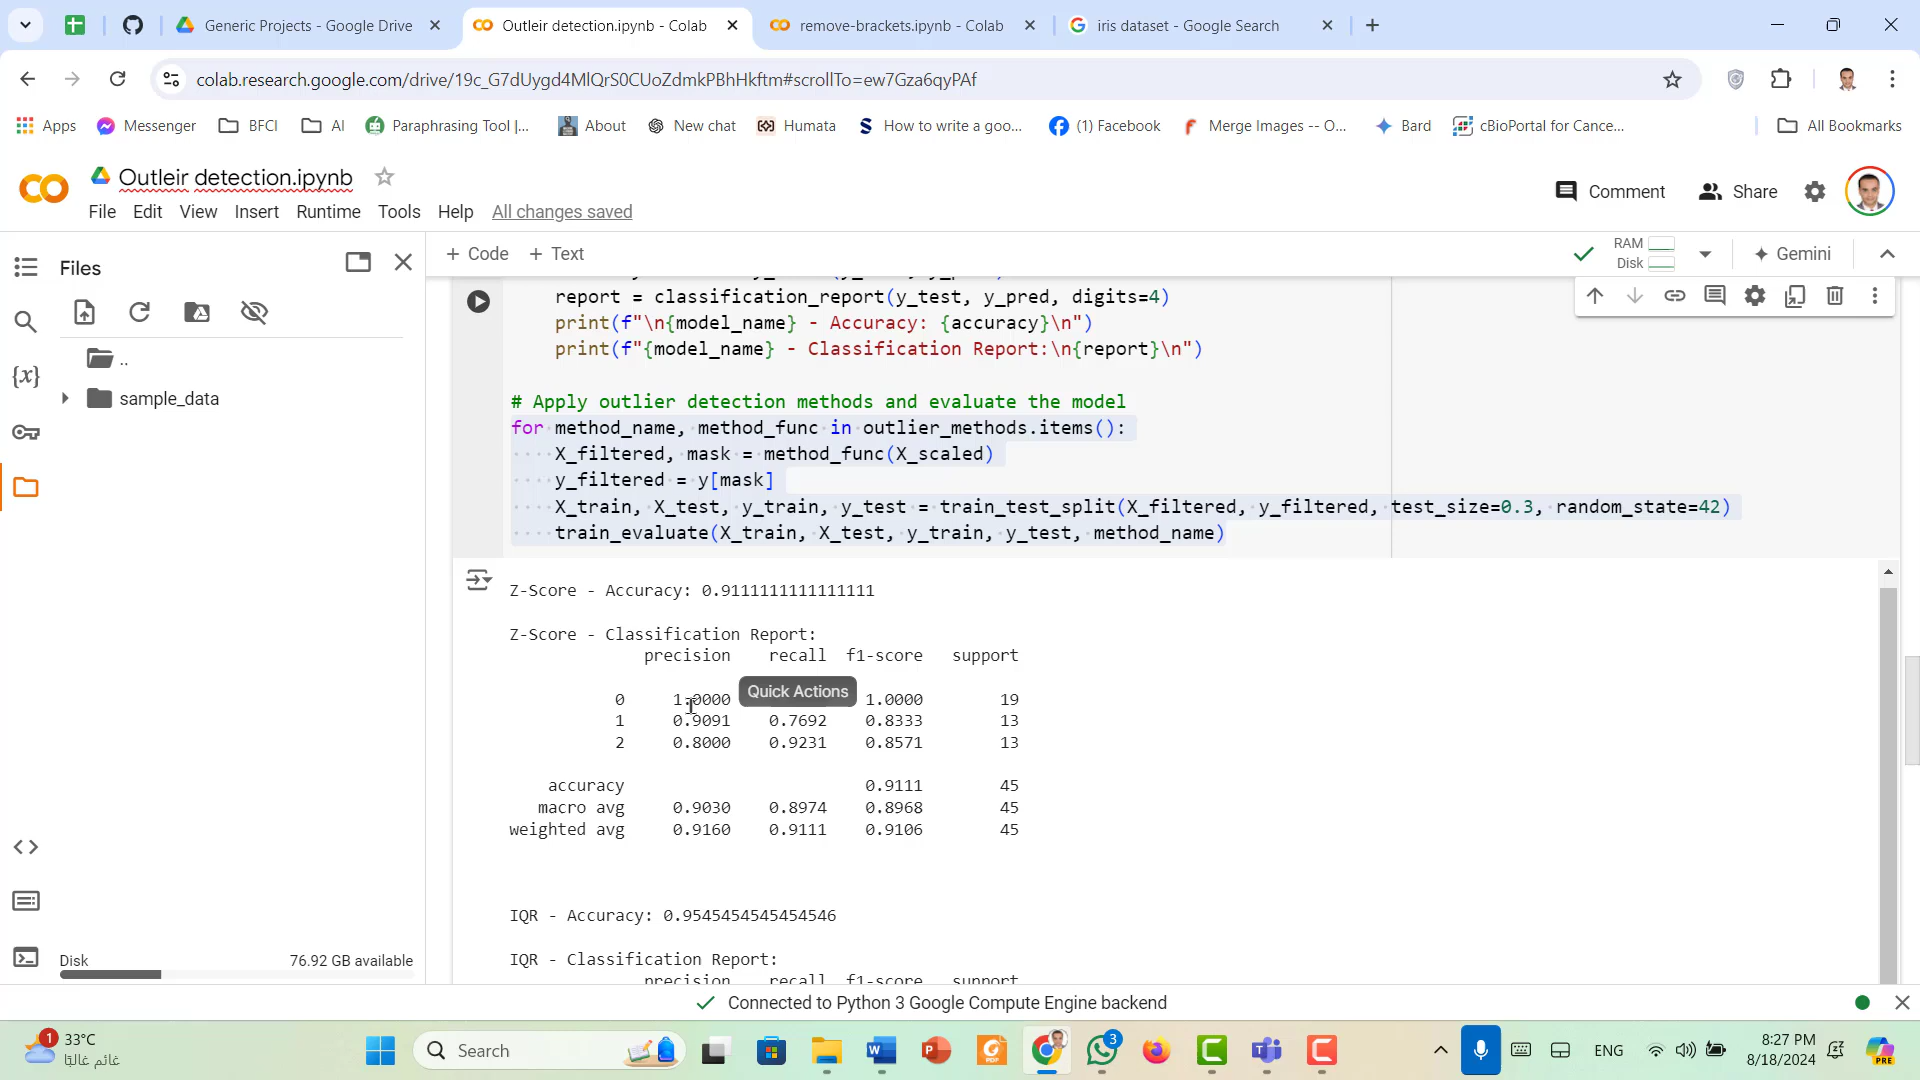 Generic Projects - Google Drive
Outleir detection.ipynb - Colab
remove-brackets.ipynb - Colab
iris dataset - Google Search
colab.research.google.com/drive/19c_G7dUygd4MlQrS0CUoZdmkPBhHkftm#scrollTo=ew7Gza6qyPAf
Apps
Messenger
BFCI
AI
Paraphrasing Tool |...
About
New chat
Humata
How to write a goo...
(1) Facebook
Merge Images -- O...
Bard
cBioPortal for Cance...
All Bookmarks
Outleir detection.ipynb
File Edit View Insert Runtime Tools Help All changes saved
Comment
Share
Files
+ Code + Text
RAM
Disk
Gemini
..
sample_data
report = classification_report(y_test, y_pred, digits=4)
print(f"\n{model_name} - Accuracy: {accuracy}\n")
print(f"{model_name} - Classification Report:\n{report}\n")
# Apply outlier detection methods and evaluate the model
for method_name, method_func in outlier_methods.items():
X_filtered, mask = method_func(X_scaled)
y_filtered = y[mask]
X_train, X_test, y_train, y_test = train_test_split(X_filtered, y_filtered, test_size=0.3, random_state=42)
train_evaluate(X_train, X_test, y_train, y_test, method_name)
Z-Score - Accuracy: 0.9111111111111111
Z-Score - Classification Report:
precision recall f1-score support
0 1.0000 1.0000 19
Quick Actions
1 0.9091 0.7692 0.8333 13
2 0.8000 0.9231 0.8571 13
accuracy 0.9111 45
macro avg 0.9030 0.8974 0.8968 45
weighted avg 0.9160 0.9111 0.9106 45
IQR - Accuracy: 0.9545454545454546
IQR - Classification Report:
precision recall f1-score support
Disk 76.92 GB available
Connected to Python 3 Google Compute Engine backend
1
33°C
غائم غالبًا
Search
3
ENG
8:27 PM
8/18/2024
PRE